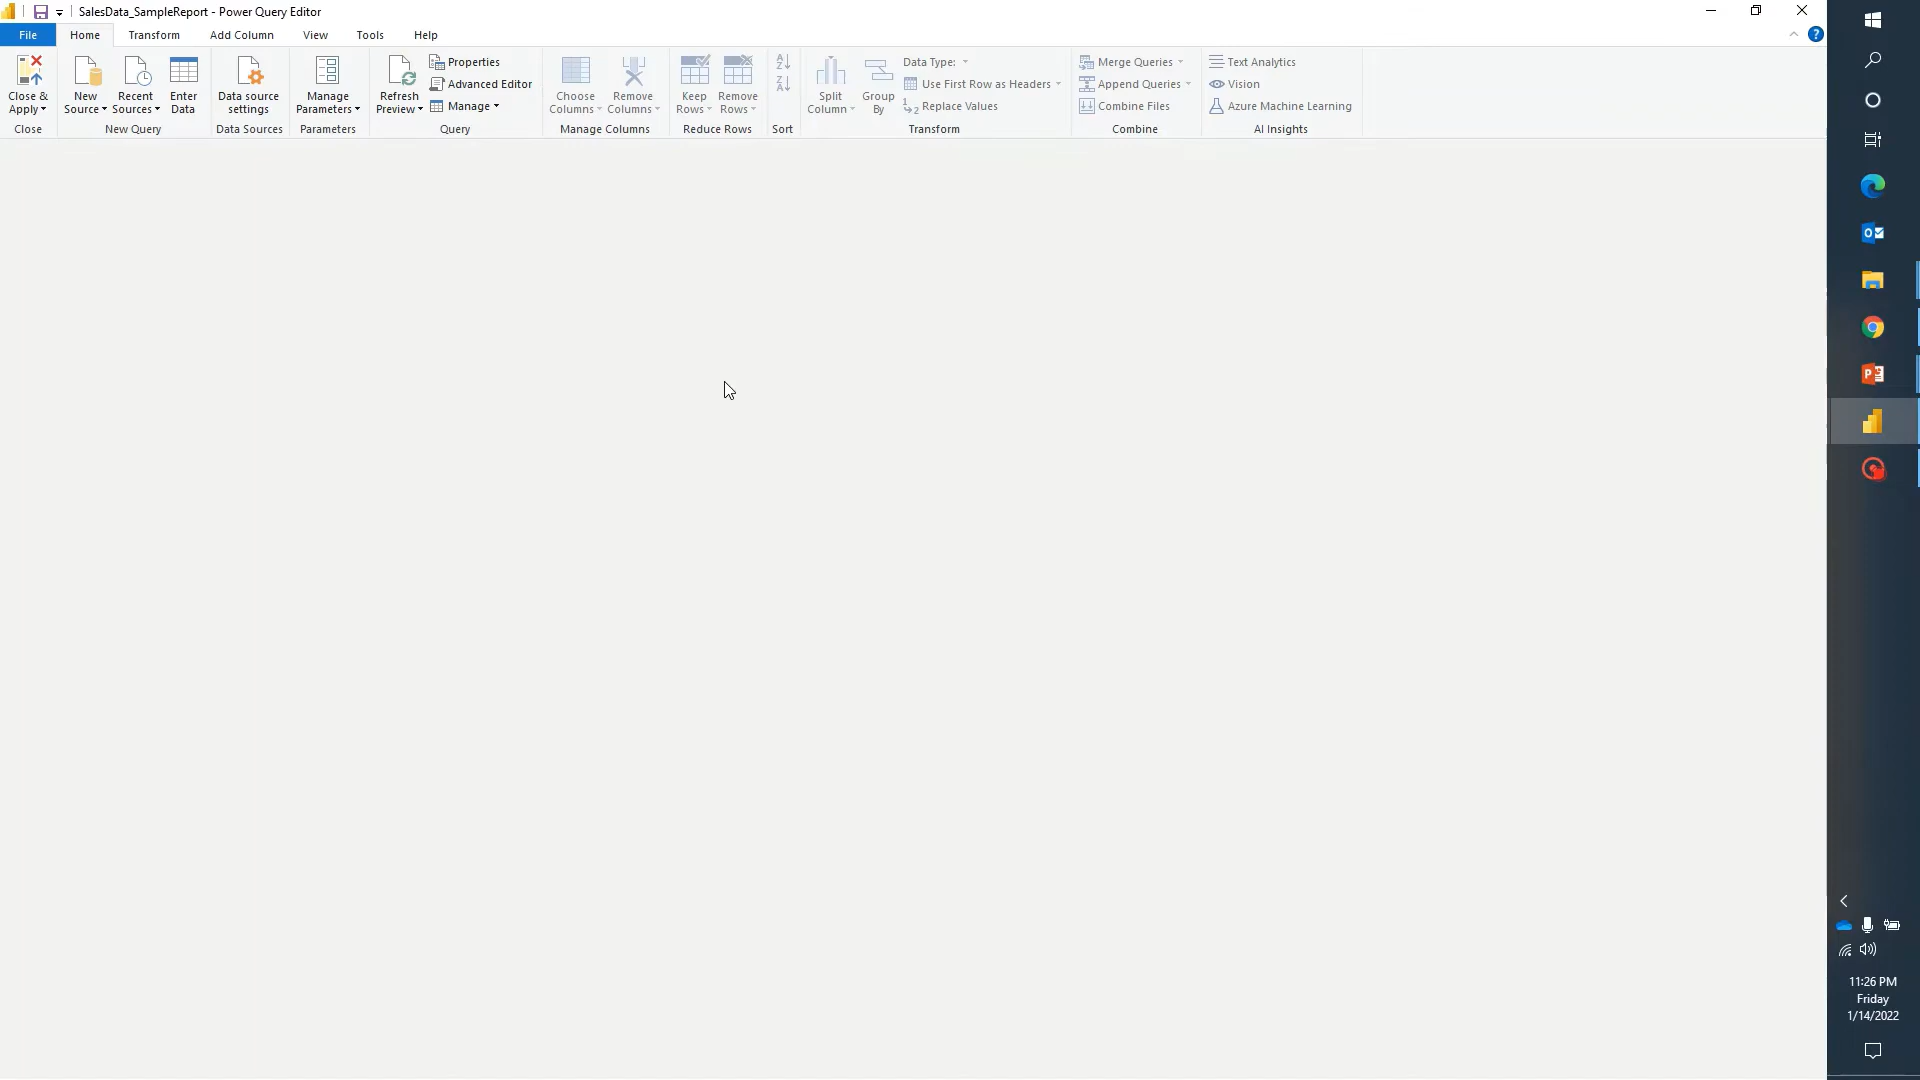 SalesData_SampleReport - Power Query Editor
File Home Transform Add Column View Tools Help
Close & Apply
New Source
Recent Sources
Enter Data
Data source settings
Manage Parameters
Refresh Preview
Properties
Advanced Editor
Manage
Choose Columns
Remove Columns
Keep Rows
Remove Rows
Split Column
Group By
Data Type:
Use First Row as Headers
Replace Values
Merge Queries
Append Queries
Combine Files
Text Analytics
Vision
Azure Machine Learning
Close New Query Data Sources Parameters Query Manage Columns Reduce Rows Sort Transform Combine AI Insights
11:26 PM
Friday
1/14/2022